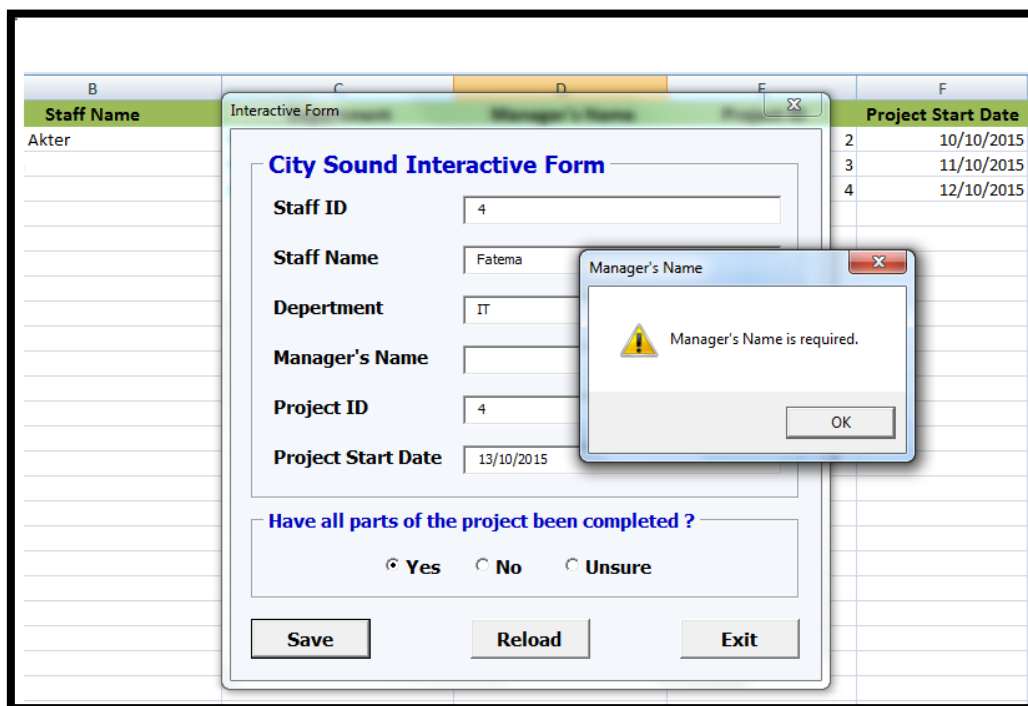 B C D E F
Staff Name Manager's Name Project Start Date
Akter 2 10/10/2015
3 11/10/2015
4 12/10/2015
Interactive Form
City Sound Interactive Form
Staff ID 4
Staff Name Fatema
Depertment IT
Manager's Name
Project ID 4
Project Start Date 13/10/2015
Manager's Name
Manager's Name is required.
OK
Have all parts of the project been completed ?
Yes No Unsure
Save Reload Exit